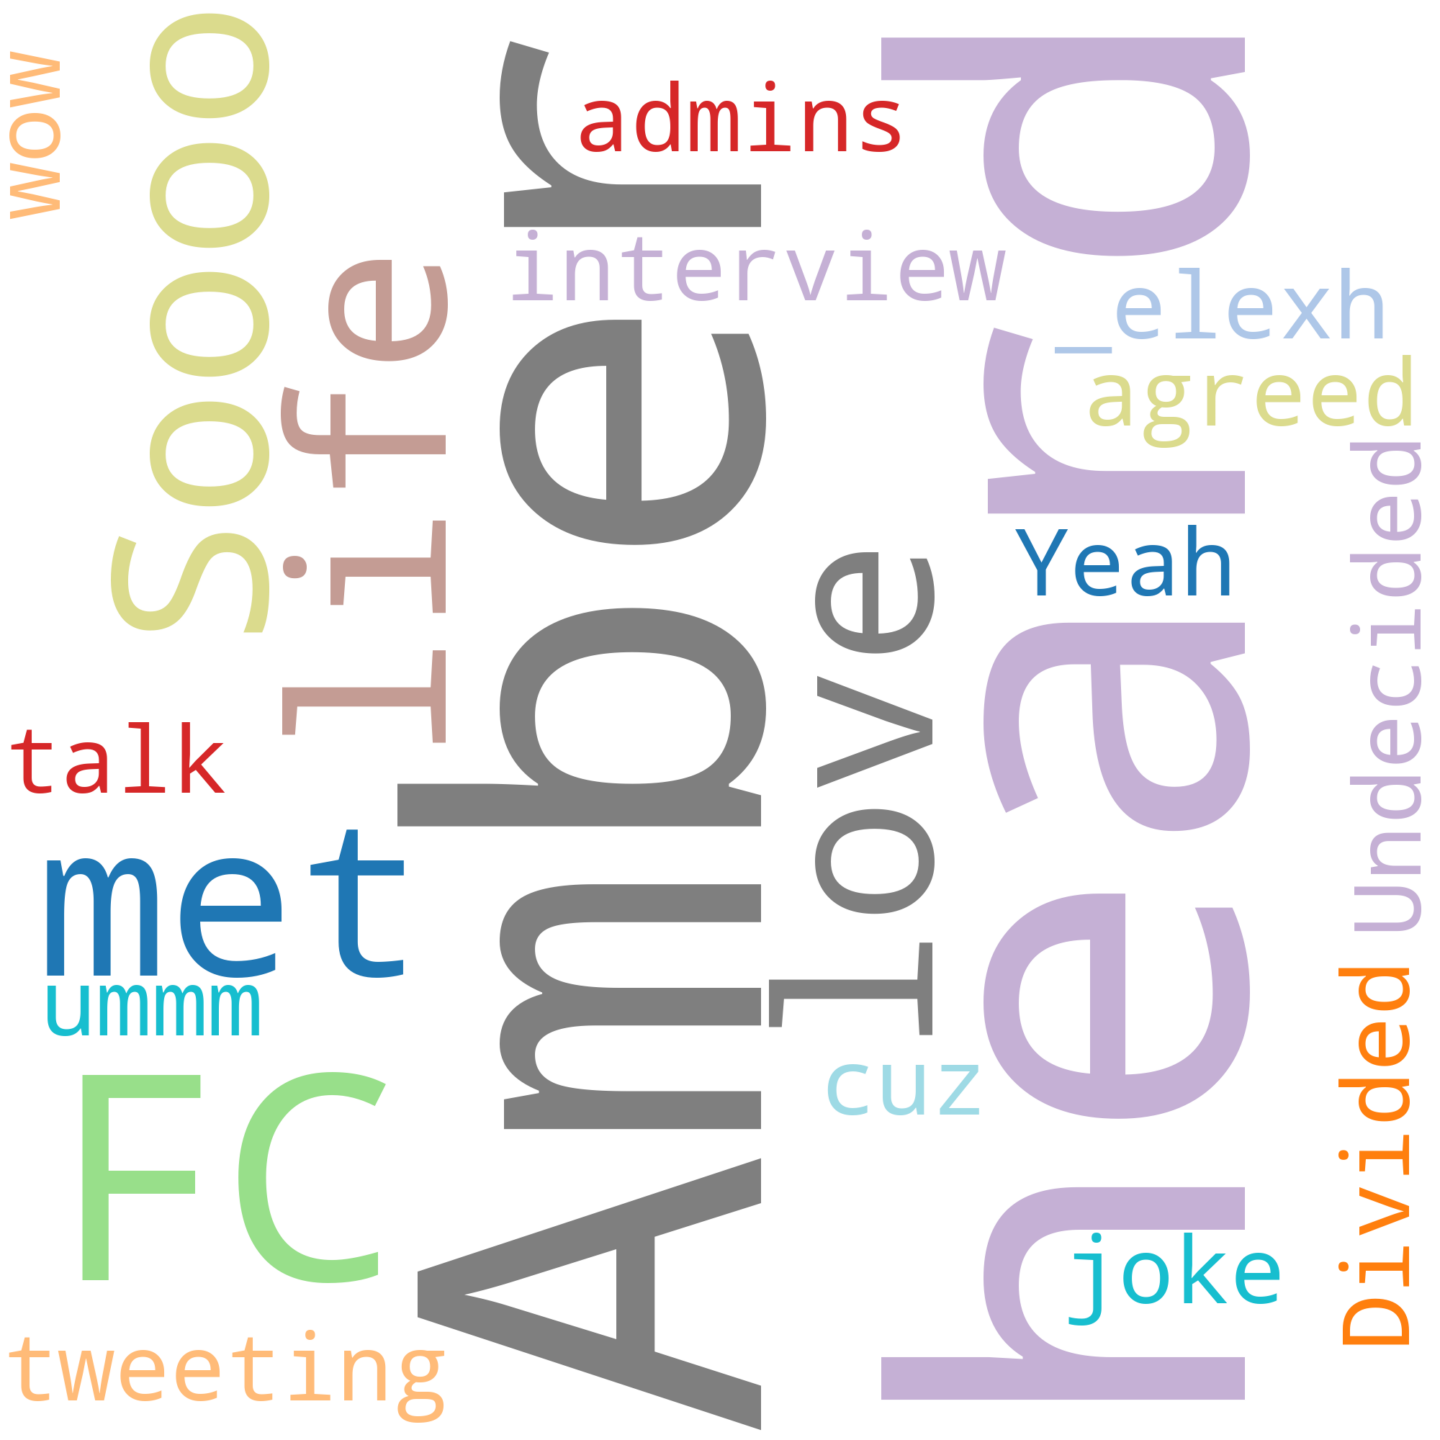 wow
Soooo
life
Amber
admins
heard
interview
_elexh
agreed
Yeah
love
Undecided
talk
met
ummm
cuz
FC
Divided
joke
tweeting